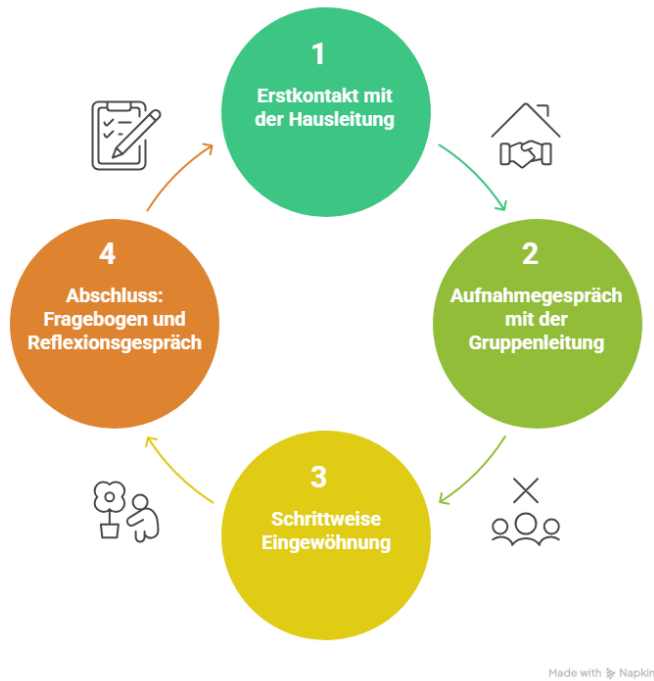 1
Erstkontakt mit
der Hausleitung
2
Aufnahmegespräch
mit der
Gruppenleitung
3
Schrittweise
Eingewöhnung
4
Abschluss:
Fragebogen und
Reflexionsgespräch
Made with Napkin